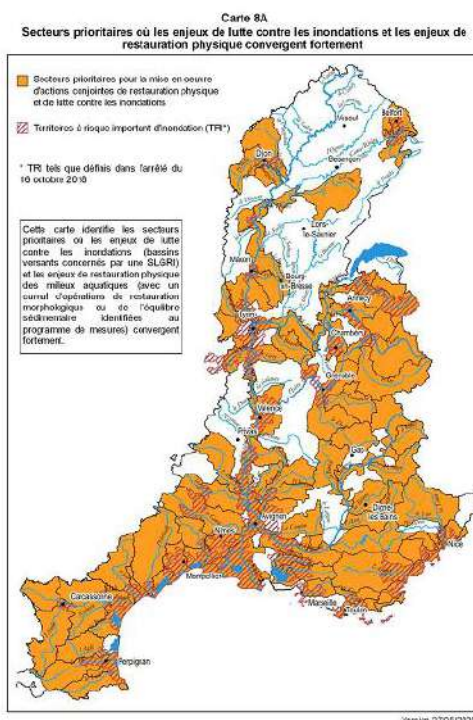 Carte 8A
Secteurs prioritaires où les enjeux de lutte contre les inondations et les enjeux de
restauration physique convergent fortement
Secteurs prioritaires pour la mise en oeuvre
d'actions conjointes de restauration physique
et de lutte contre les inondations
Territoires à risque important d'inondation (TRI*)
* TRI tels que définis dans l'arrêté du
16 octobre 2018
Cette carte identifie les secteurs
prioritaires où les enjeux de lutte
contre les inondations (bassins
versants concernés par une SLGRI)
et les enjeux de restauration physique
des milieux aquatiques (avec un
cumul d'opérations de restauration
morphologique ou de l'équilibre
sédimentaire identifiées au
programme de mesures) convergent
fortement.
Belfort
Vesoul
Dijon
Besançon
Lons-
le-Saunier
Mâcon
Bourg-
en-Bresse
Annecy
Lyon
Chambéry
Grenoble
Valence
Privas
Gap
Digne-
les-Bains
Avignon
Nîmes
Nice
Montpellier
Marseille
Toulon
Carcassonne
Perpignan
Version